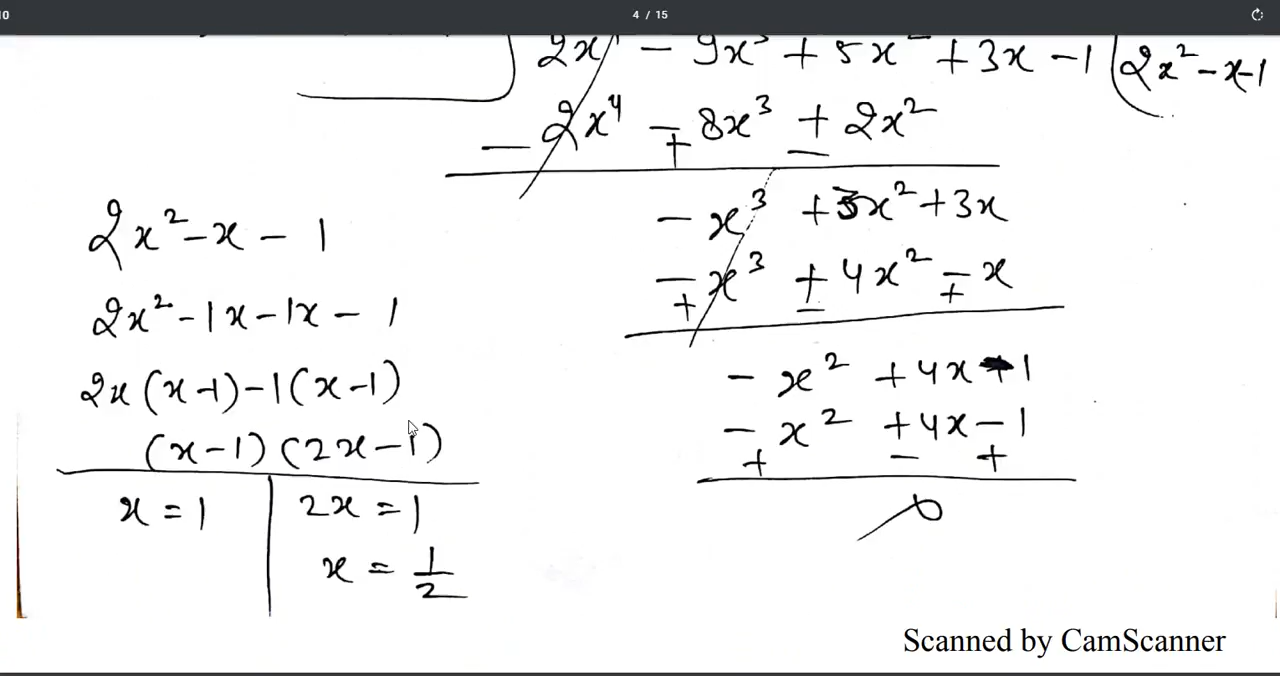 10
4 / 15
2x⁴ − 9x³ + 5x² + 3x − 1 ( 2x² − x − 1
2x⁴ − 8x³ + 2x²
− + −
− x³ + 3x² + 3x
− x³ + 4x² − x
+ − +
− x² + 4x − 1
− x² + 4x − 1
+ − +
0
2x² − x − 1
2x² − 1x − 1x − 1
2x (x − 1) − 1 (x − 1)
(x − 1) (2x − 1)
x = 1
2x = 1
x = 1/2
Scanned by CamScanner